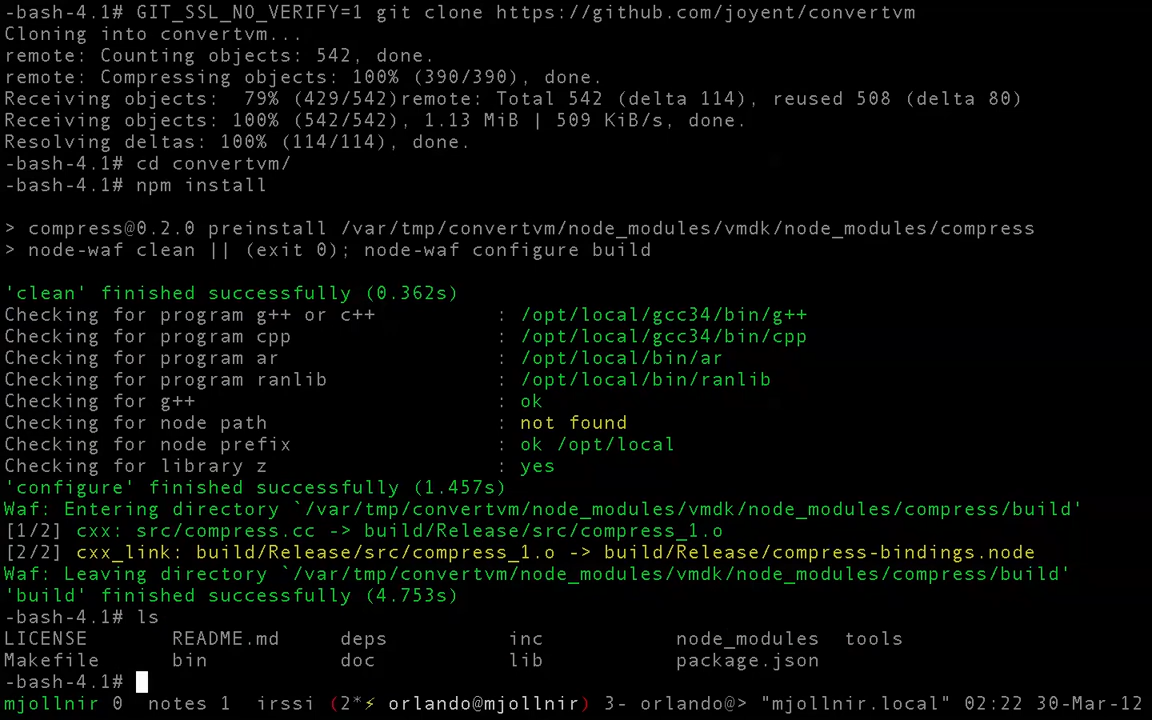 -bash-4.1# GIT_SSL_NO_VERIFY=1 git clone https://github.com/joyent/convertvm
Cloning into convertvm...
remote: Counting objects: 542, done.
remote: Compressing objects: 100% (390/390), done.
Receiving objects:  79% (429/542)remote: Total 542 (delta 114), reused 508 (delta 80)
Receiving objects: 100% (542/542), 1.13 MiB | 509 KiB/s, done.
Resolving deltas: 100% (114/114), done.
-bash-4.1# cd convertvm/
-bash-4.1# npm install
> compress@0.2.0 preinstall /var/tmp/convertvm/node_modules/vmdk/node_modules/compress
> node-waf clean || (exit 0); node-waf configure build
'clean' finished successfully (0.362s)
Checking for program g++ or c++          : /opt/local/gcc34/bin/g++
Checking for program cpp                 : /opt/local/gcc34/bin/cpp
Checking for program ar                  : /opt/local/bin/ar
Checking for program ranlib              : /opt/local/bin/ranlib
Checking for g++                         : ok
Checking for node path                   : not found
Checking for node prefix                 : ok /opt/local
Checking for library z                   : yes
'configure' finished successfully (1.457s)
Waf: Entering directory `/var/tmp/convertvm/node_modules/vmdk/node_modules/compress/build'
[1/2] cxx: src/compress.cc -> build/Release/src/compress_1.o
[2/2] cxx_link: build/Release/src/compress_1.o -> build/Release/compress-bindings.node
Waf: Leaving directory `/var/tmp/convertvm/node_modules/vmdk/node_modules/compress/build'
'build' finished successfully (4.753s)
-bash-4.1# ls
LICENSE       README.md     deps          inc           node_modules  tools
Makefile      bin           doc           lib           package.json
-bash-4.1#
mjollnir 0  notes 1  irssi (2*⚡ orlando@mjollnir) 3- orlando@> "mjollnir.local" 02:22 30-Mar-12